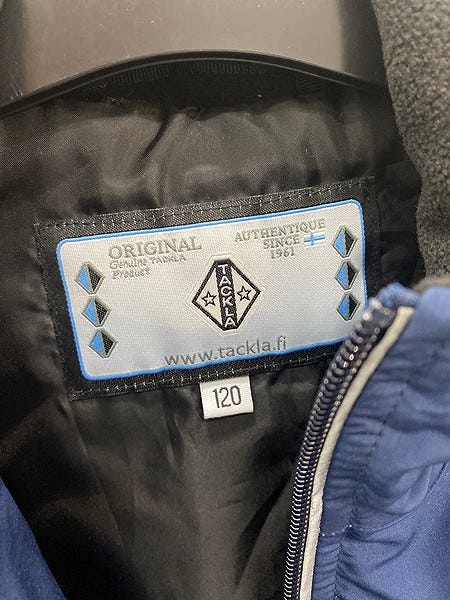 ORIGINAL
Genuine TACKLA
Product
AUTHENTIQUE
SINCE
1961
TACKLA
www.tackla.fi
120